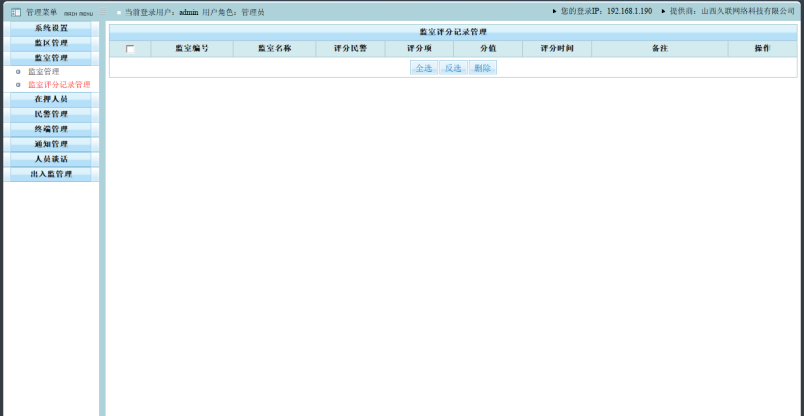 管理菜单 MAIN MENU
当前登录用户：admin 用户角色：管理员
您的登录IP：192.168.1.190 提供商：山西久联网络科技有限公司
系统设置
监区管理
监室管理
监室管理
监室评分记录管理
在押人员
民警管理
终端管理
通知管理
人员谈话
出入监管理
监室评分记录管理
监室编号 监室名称 评分民警 评分项 分值 评分时间 备注 操作
全选 反选 删除